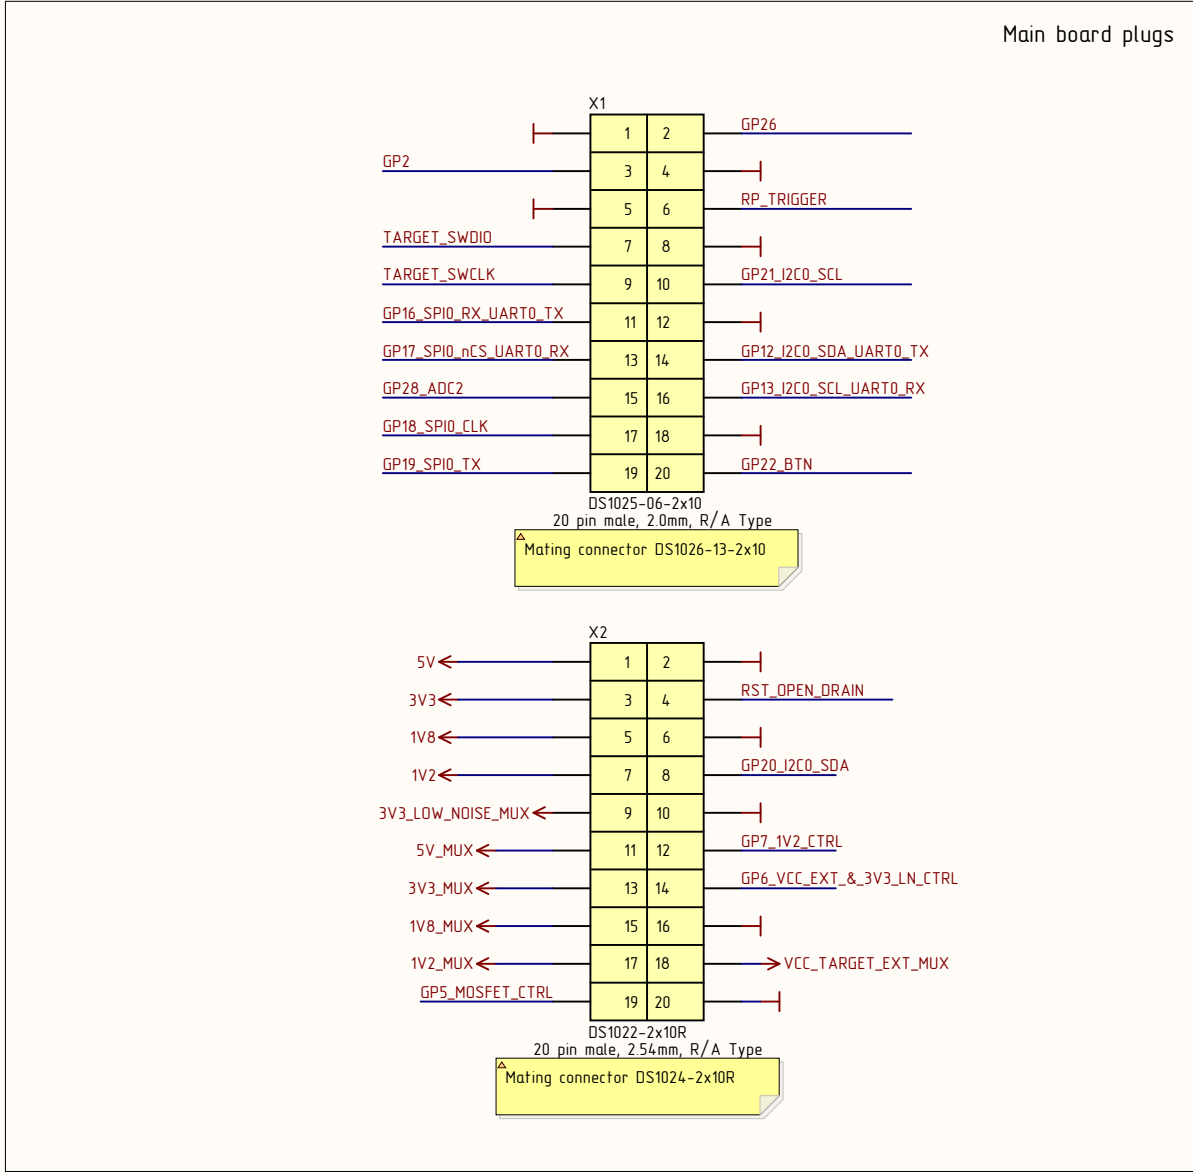 Main board plugs
X1
1 2 GP26
GP2 3 4
5 6 RP_TRIGGER
TARGET_SWDIO 7 8
TARGET_SWCLK 9 10 GP21_I2C0_SCL
GP16_SPI0_RX_UART0_TX 11 12
GP17_SPI0_nCS_UART0_RX 13 14 GP12_I2C0_SDA_UART0_TX
GP28_ADC2 15 16 GP13_I2C0_SCL_UART0_RX
GP18_SPI0_CLK 17 18
GP19_SPI0_TX 19 20 GP22_BTN
DS1025-06-2x10
20 pin male, 2.0mm, R/A Type
Mating connector DS1026-13-2x10
X2
5V 1 2
3V3 3 4 RST_OPEN_DRAIN
1V8 5 6
1V2 7 8 GP20_I2C0_SDA
3V3_LOW_NOISE_MUX 9 10
5V_MUX 11 12 GP7_1V2_CTRL
3V3_MUX 13 14 GP6_VCC_EXT_&_3V3_LN_CTRL
1V8_MUX 15 16
1V2_MUX 17 18 VCC_TARGET_EXT_MUX
GP5_MOSFET_CTRL 19 20
DS1022-2x10R
20 pin male, 2.54mm, R/A Type
Mating connector DS1024-2x10R